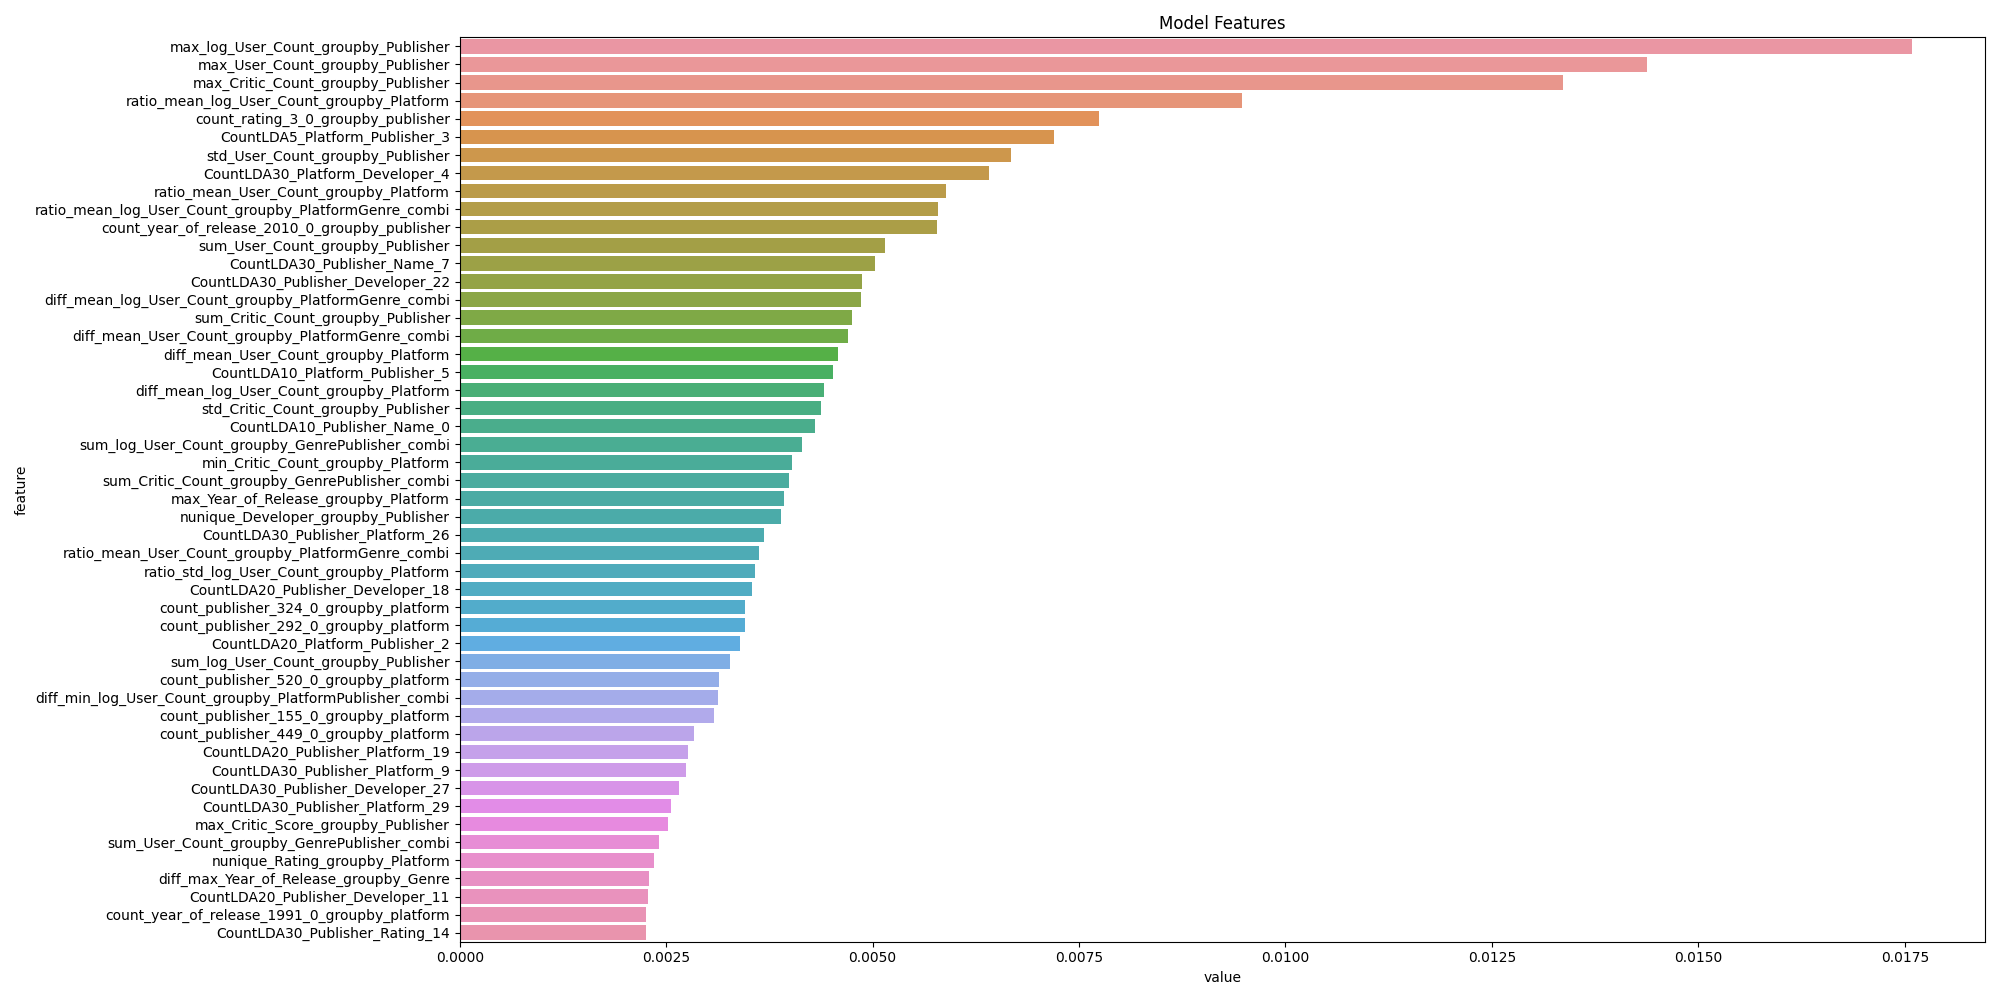 Model Features
max_log_User_Count_groupby_Publisher
max_User_Count_groupby_Publisher
max_Critic_Count_groupby_Publisher
ratio_mean_log_User_Count_groupby_Platform
count_rating_3_0_groupby_publisher
CountLDA5_Platform_Publisher_3
std_User_Count_groupby_Publisher
CountLDA30_Platform_Developer_4
ratio_mean_User_Count_groupby_Platform
ratio_mean_log_User_Count_groupby_PlatformGenre_combi
count_year_of_release_2010_0_groupby_publisher
sum_User_Count_groupby_Publisher
CountLDA30_Publisher_Name_7
CountLDA30_Publisher_Developer_22
diff_mean_log_User_Count_groupby_PlatformGenre_combi
sum_Critic_Count_groupby_Publisher
diff_mean_User_Count_groupby_PlatformGenre_combi
diff_mean_User_Count_groupby_Platform
CountLDA10_Platform_Publisher_5
diff_mean_log_User_Count_groupby_Platform
std_Critic_Count_groupby_Publisher
CountLDA10_Publisher_Name_0
sum_log_User_Count_groupby_GenrePublisher_combi
min_Critic_Count_groupby_Platform
sum_Critic_Count_groupby_GenrePublisher_combi
max_Year_of_Release_groupby_Platform
nunique_Developer_groupby_Publisher
CountLDA30_Publisher_Platform_26
ratio_mean_User_Count_groupby_PlatformGenre_combi
ratio_std_log_User_Count_groupby_Platform
CountLDA20_Publisher_Developer_18
count_publisher_324_0_groupby_platform
count_publisher_292_0_groupby_platform
CountLDA20_Platform_Publisher_2
sum_log_User_Count_groupby_Publisher
count_publisher_520_0_groupby_platform
diff_min_log_User_Count_groupby_PlatformPublisher_combi
count_publisher_155_0_groupby_platform
count_publisher_449_0_groupby_platform
CountLDA20_Publisher_Platform_19
CountLDA30_Publisher_Platform_9
CountLDA30_Publisher_Developer_27
CountLDA30_Publisher_Platform_29
max_Critic_Score_groupby_Publisher
sum_User_Count_groupby_GenrePublisher_combi
nunique_Rating_groupby_Platform
diff_max_Year_of_Release_groupby_Genre
CountLDA20_Publisher_Developer_11
count_year_of_release_1991_0_groupby_platform
CountLDA30_Publisher_Rating_14
feature
0.0000 0.0025 0.0050 0.0075 0.0100 0.0125 0.0150 0.0175
value